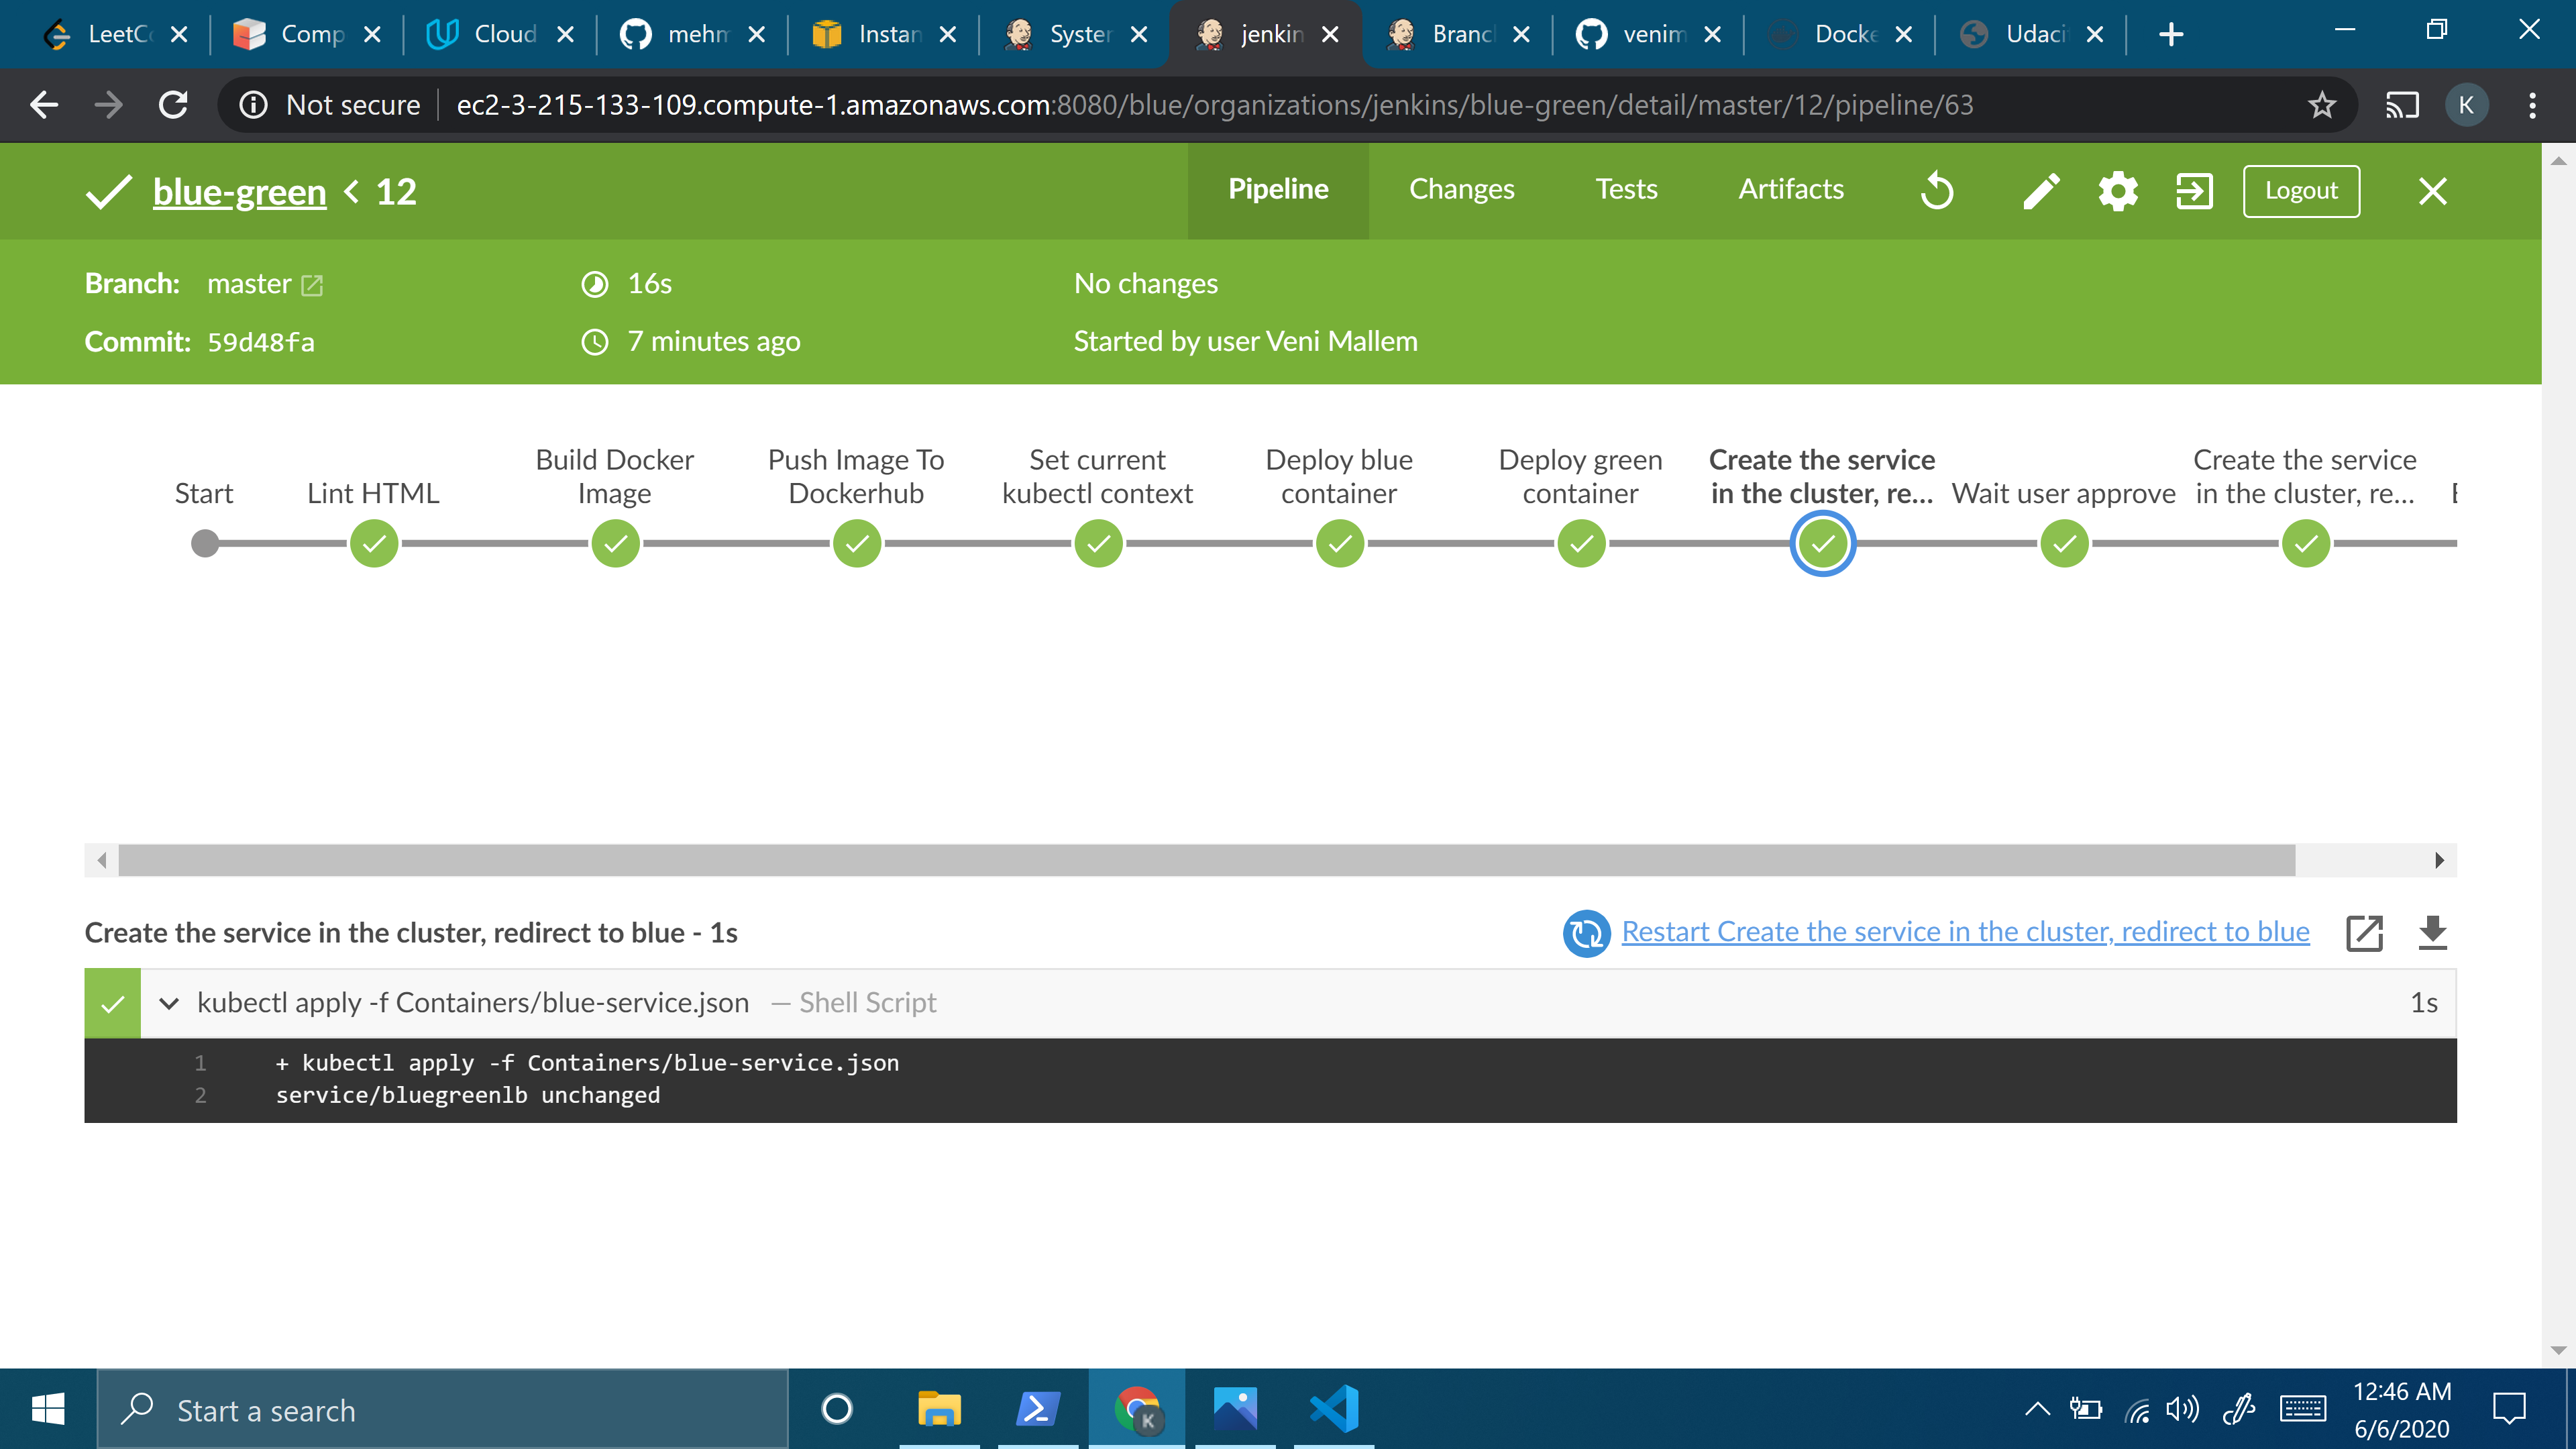 LeetC
Comp
Cloud
mehm
Instan
System
jenkin
Branc
venim
Docke
Udaci
Not secure
ec2-3-215-133-109.compute-1.amazonaws.com:8080/blue/organizations/jenkins/blue-green/detail/master/12/pipeline/63
K
blue-green < 12
Pipeline
Changes
Tests
Artifacts
Logout
Branch: master
16s
No changes
Commit: 59d48fa
7 minutes ago
Started by user Veni Mallem
Start
Lint HTML
Build Docker
Image
Push Image To
Dockerhub
Set current
kubectl context
Deploy blue
container
Deploy green
container
Create the service
in the cluster, re...
Wait user approve
Create the service
in the cluster, re...
Create the service in the cluster, redirect to blue - 1s
Restart Create the service in the cluster, redirect to blue
kubectl apply -f Containers/blue-service.json — Shell Script
1s
1 + kubectl apply -f Containers/blue-service.json
2 service/bluegreenlb unchanged
Start a search
K
12:46 AM
6/6/2020